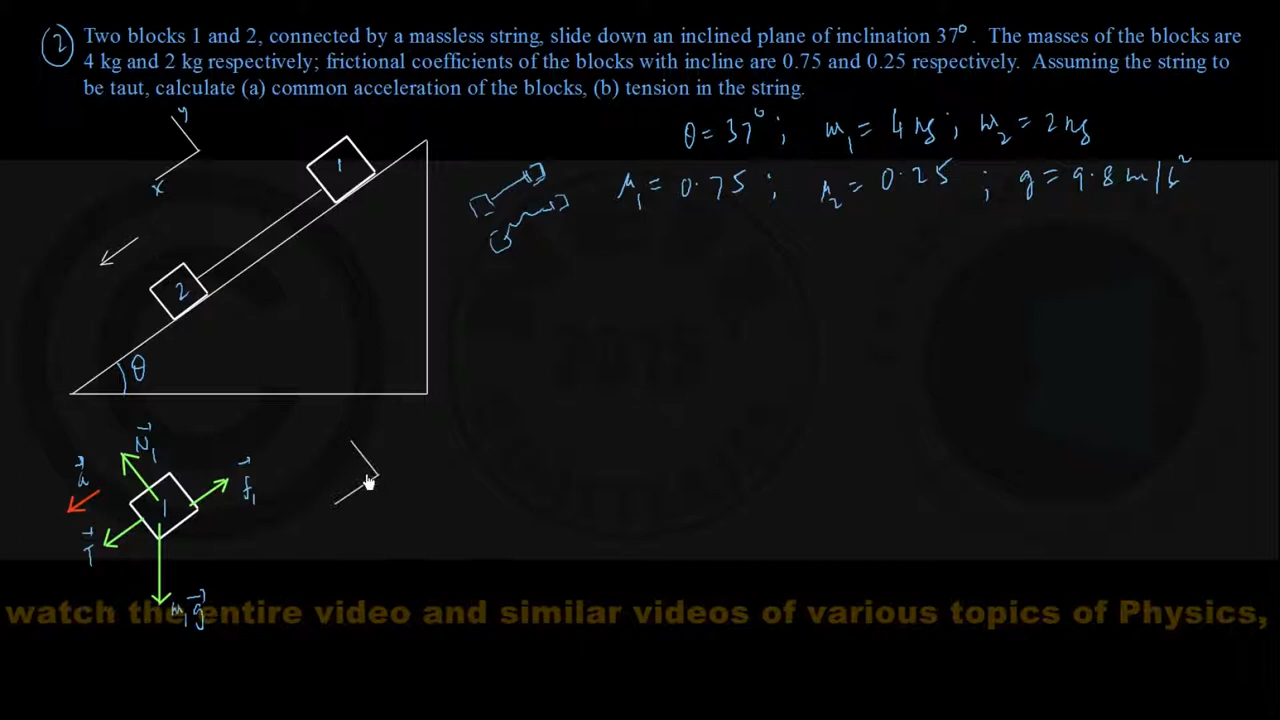 2 Two blocks 1 and 2, connected by a massless string, slide down an inclined plane of inclination 37°. The masses of the blocks are
4 kg and 2 kg respectively; frictional coefficients of the blocks with incline are 0.75 and 0.25 respectively. Assuming the string to
be taut, calculate (a) common acceleration of the blocks, (b) tension in the string.
θ = 37° ; m₁ = 4 kg ; m₂ = 2 kg
μ₁ = 0.75 ; μ₂ = 0.25 ; g = 9.8 m/s²
y
x
1
2
θ
N⃗₁
a⃗
f⃗₁
1
T⃗
m₁g⃗
watch the entire video and similar videos of various topics of Physics,